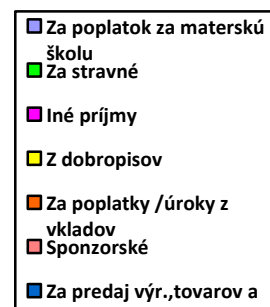 Za poplatok za materskú
školu
Za stravné
Iné príjmy
Z dobropisov
Za poplatky /úroky z
vkladov
Sponzorské
Za predaj výr.,tovarov a